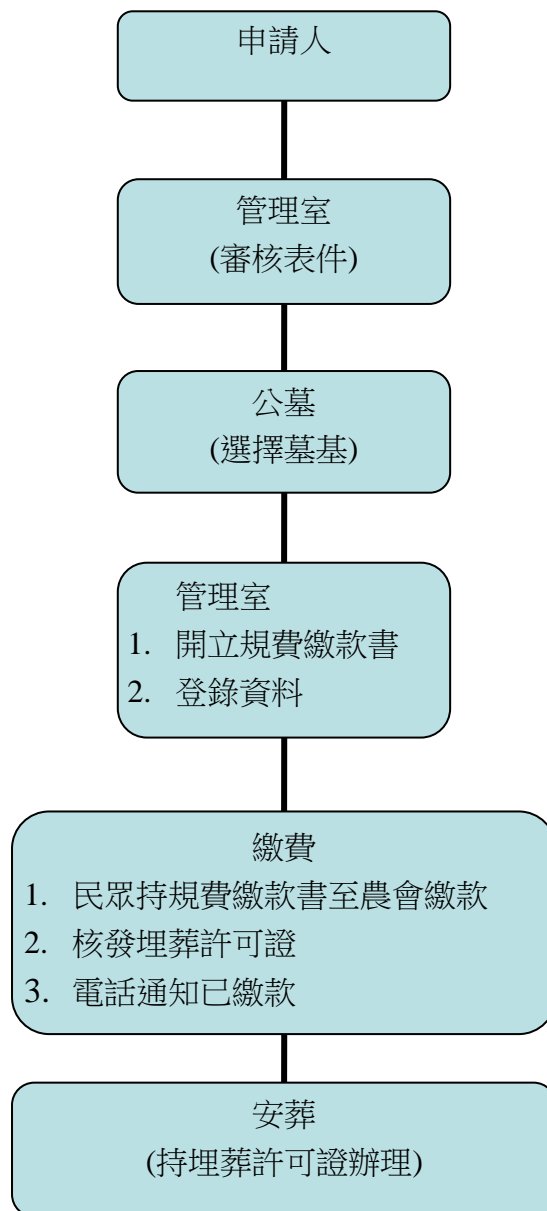 申請人
管理室
(審核表件)
公墓
(選擇墓基)
管理室
1. 開立規費繳款書
2. 登錄資料
繳費
1. 民眾持規費繳款書至農會繳款
2. 核發埋葬許可證
3. 電話通知已繳款
安葬
(持埋葬許可證辦理)